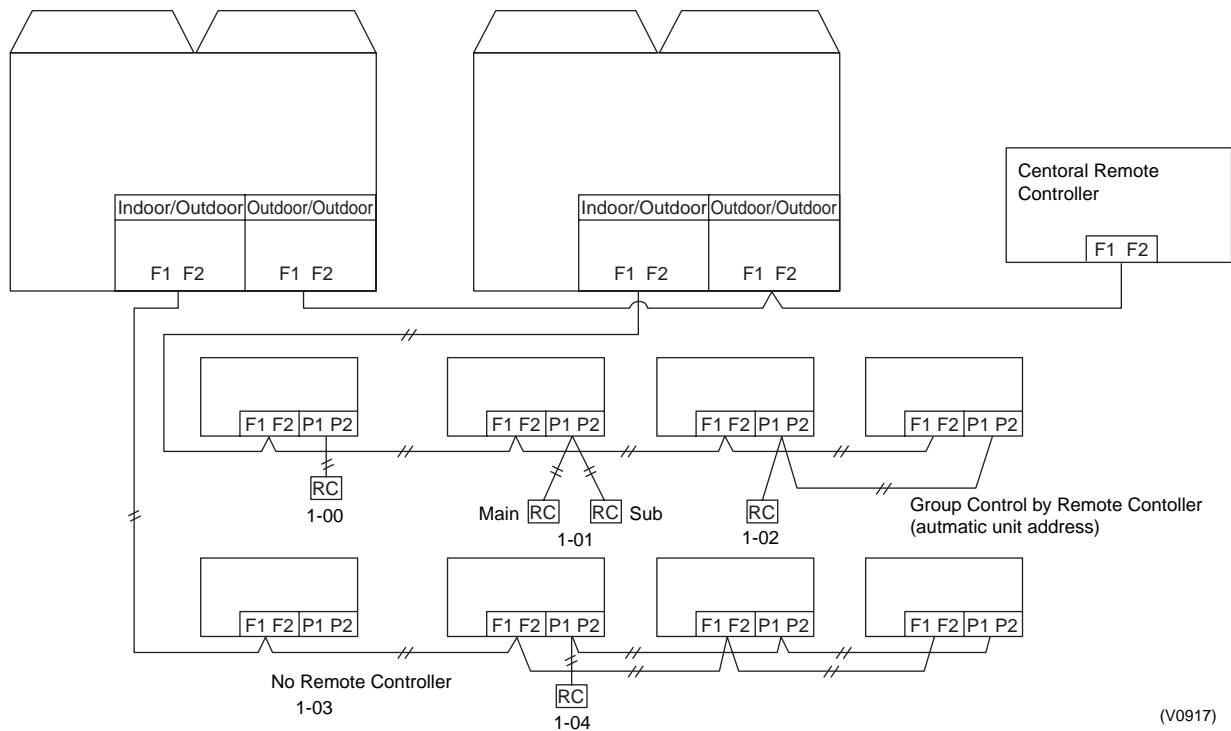 Indoor/Outdoor Outdoor/Outdoor
F1 F2 F1 F2
Indoor/Outdoor Outdoor/Outdoor
F1 F2 F1 F2
Centoral Remote
Controller
F1 F2
F1 F2 P1 P2
F1 F2 P1 P2
F1 F2 P1 P2
F1 F2 P1 P2
RC
1-00
Main RC RC Sub
1-01
RC
1-02
Group Control by Remote Contoller
(autmatic unit address)
F1 F2 P1 P2
F1 F2 P1 P2
F1 F2 P1 P2
F1 F2 P1 P2
No Remote Controller
1-03
RC
1-04
(V0917)